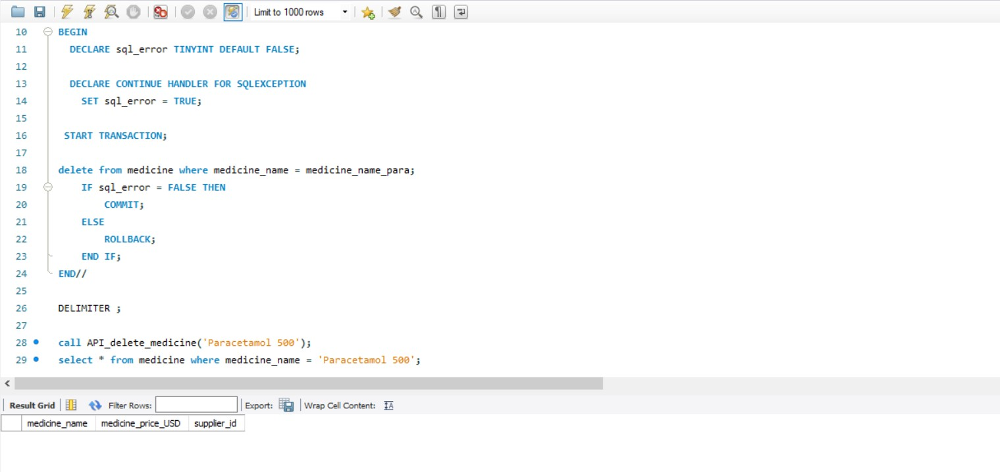 Limit to 1000 rows
10 BEGIN
11 DECLARE sql_error TINYINT DEFAULT FALSE;
12
13 DECLARE CONTINUE HANDLER FOR SQLEXCEPTION
14 SET sql_error = TRUE;
15
16 START TRANSACTION;
17
18 delete from medicine where medicine_name = medicine_name_para;
19 IF sql_error = FALSE THEN
20 COMMIT;
21 ELSE
22 ROLLBACK;
23 END IF;
24 END//
25
26 DELIMITER ;
27
28 call API_delete_medicine('Paracetamol 500');
29 select * from medicine where medicine_name = 'Paracetamol 500';
Result Grid Filter Rows: Export: Wrap Cell Content:
medicine_name medicine_price_USD supplier_id